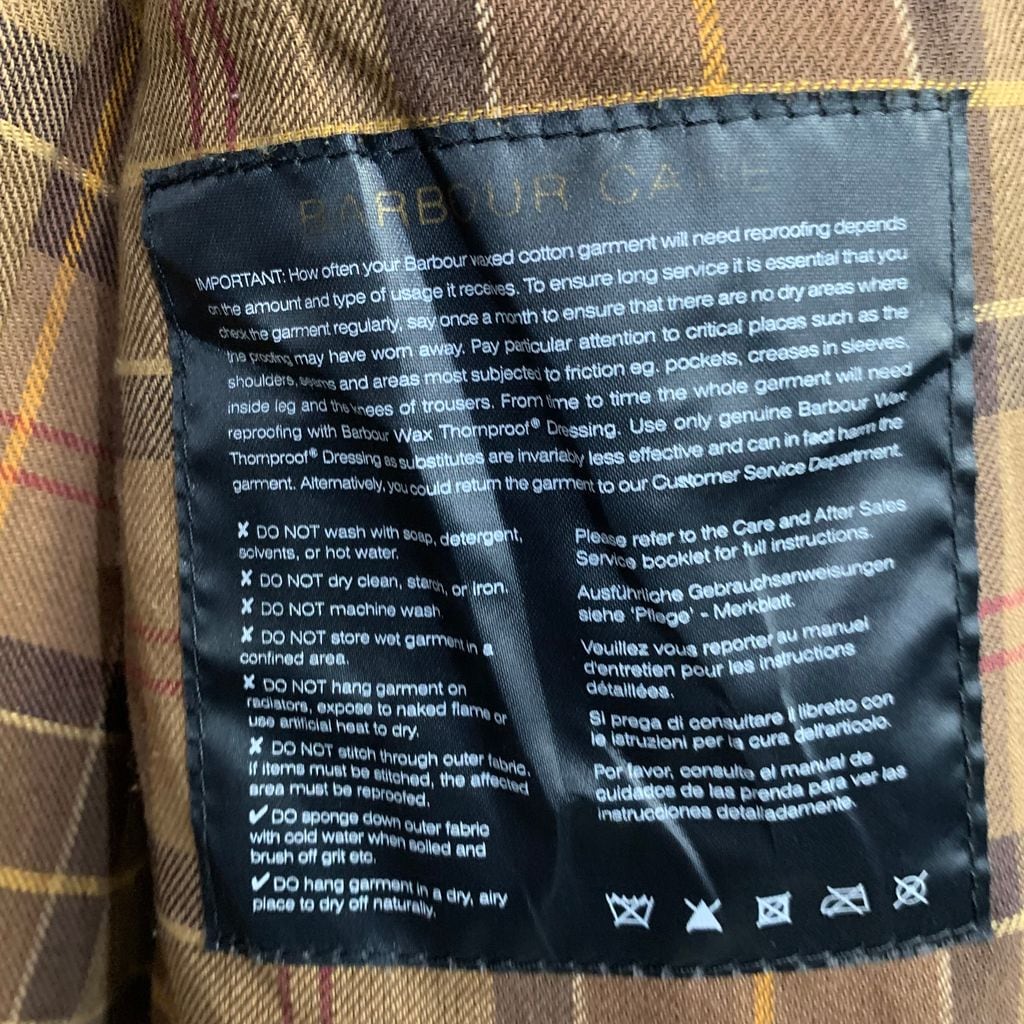 BARBOUR CARE
IMPORTANT: How often your Barbour waxed cotton garment will need reproofing depends
on the amount and type of usage it receives. To ensure long service it is essential that you
check the garment regularly, say once a month to ensure that there are no dry areas where
the proofing may have worn away. Pay particular attention to critical places such as the
shoulders, seams and areas most subjected to friction eg. pockets, creases in sleeves,
inside leg and the knees of trousers. From time to time the whole garment will need
reproofing with Barbour Wax Thornproof® Dressing. Use only genuine Barbour Wax
Thornproof® Dressing as substitutes are invariably less effective and can in fact harm the
garment. Alternatively, you could return the garment to our Customer Service Department.
✘ DO NOT wash with soap, detergent,
solvents, or hot water.
✘ DO NOT dry clean, starch, or iron.
✘ DO NOT machine wash
✘ DO NOT store wet garment in a
confined area.
✘ DO NOT hang garment on
radiators, expose to naked flame or
use artificial heat to dry.
✘ DO NOT stitch through outer fabric.
If items must be stitched, the affected
area must be reproofed.
✔ DO sponge down outer fabric
with cold water when soiled and
brush off grit etc.
✔ DO hang garment in a dry, airy
place to dry off naturally.
Please refer to the Care and After Sales
Service booklet for full instructions.
Ausführliche Gebrauchsanweisungen
siehe 'Pflege' - Merkblatt.
Veuillez vous reporter au manuel
d'entretien pour les instructions
détaillées.
Si prega di consultare il libretto con
le istruzioni per la cura dell'articolo.
Por favor, consulte el manual de
cuidados de las prenda para ver las
instrucciones detalladamente.